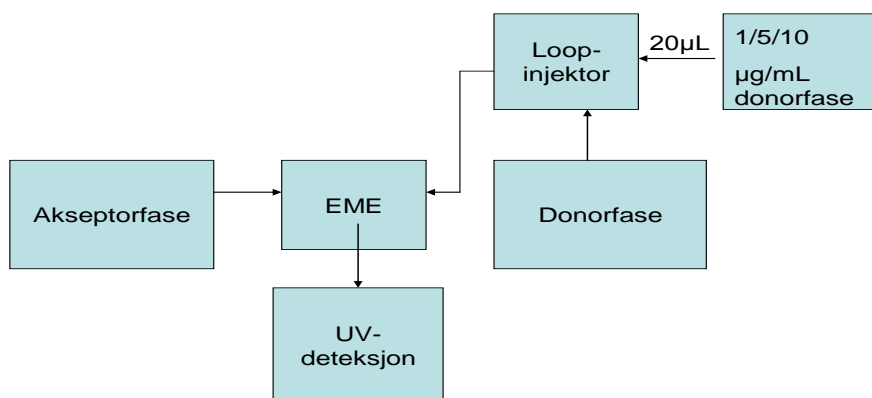 Loop-
injektor
20µL
1/5/10
µg/mL
donorfase
Akseptorfase
EME
Donorfase
UV-
deteksjon